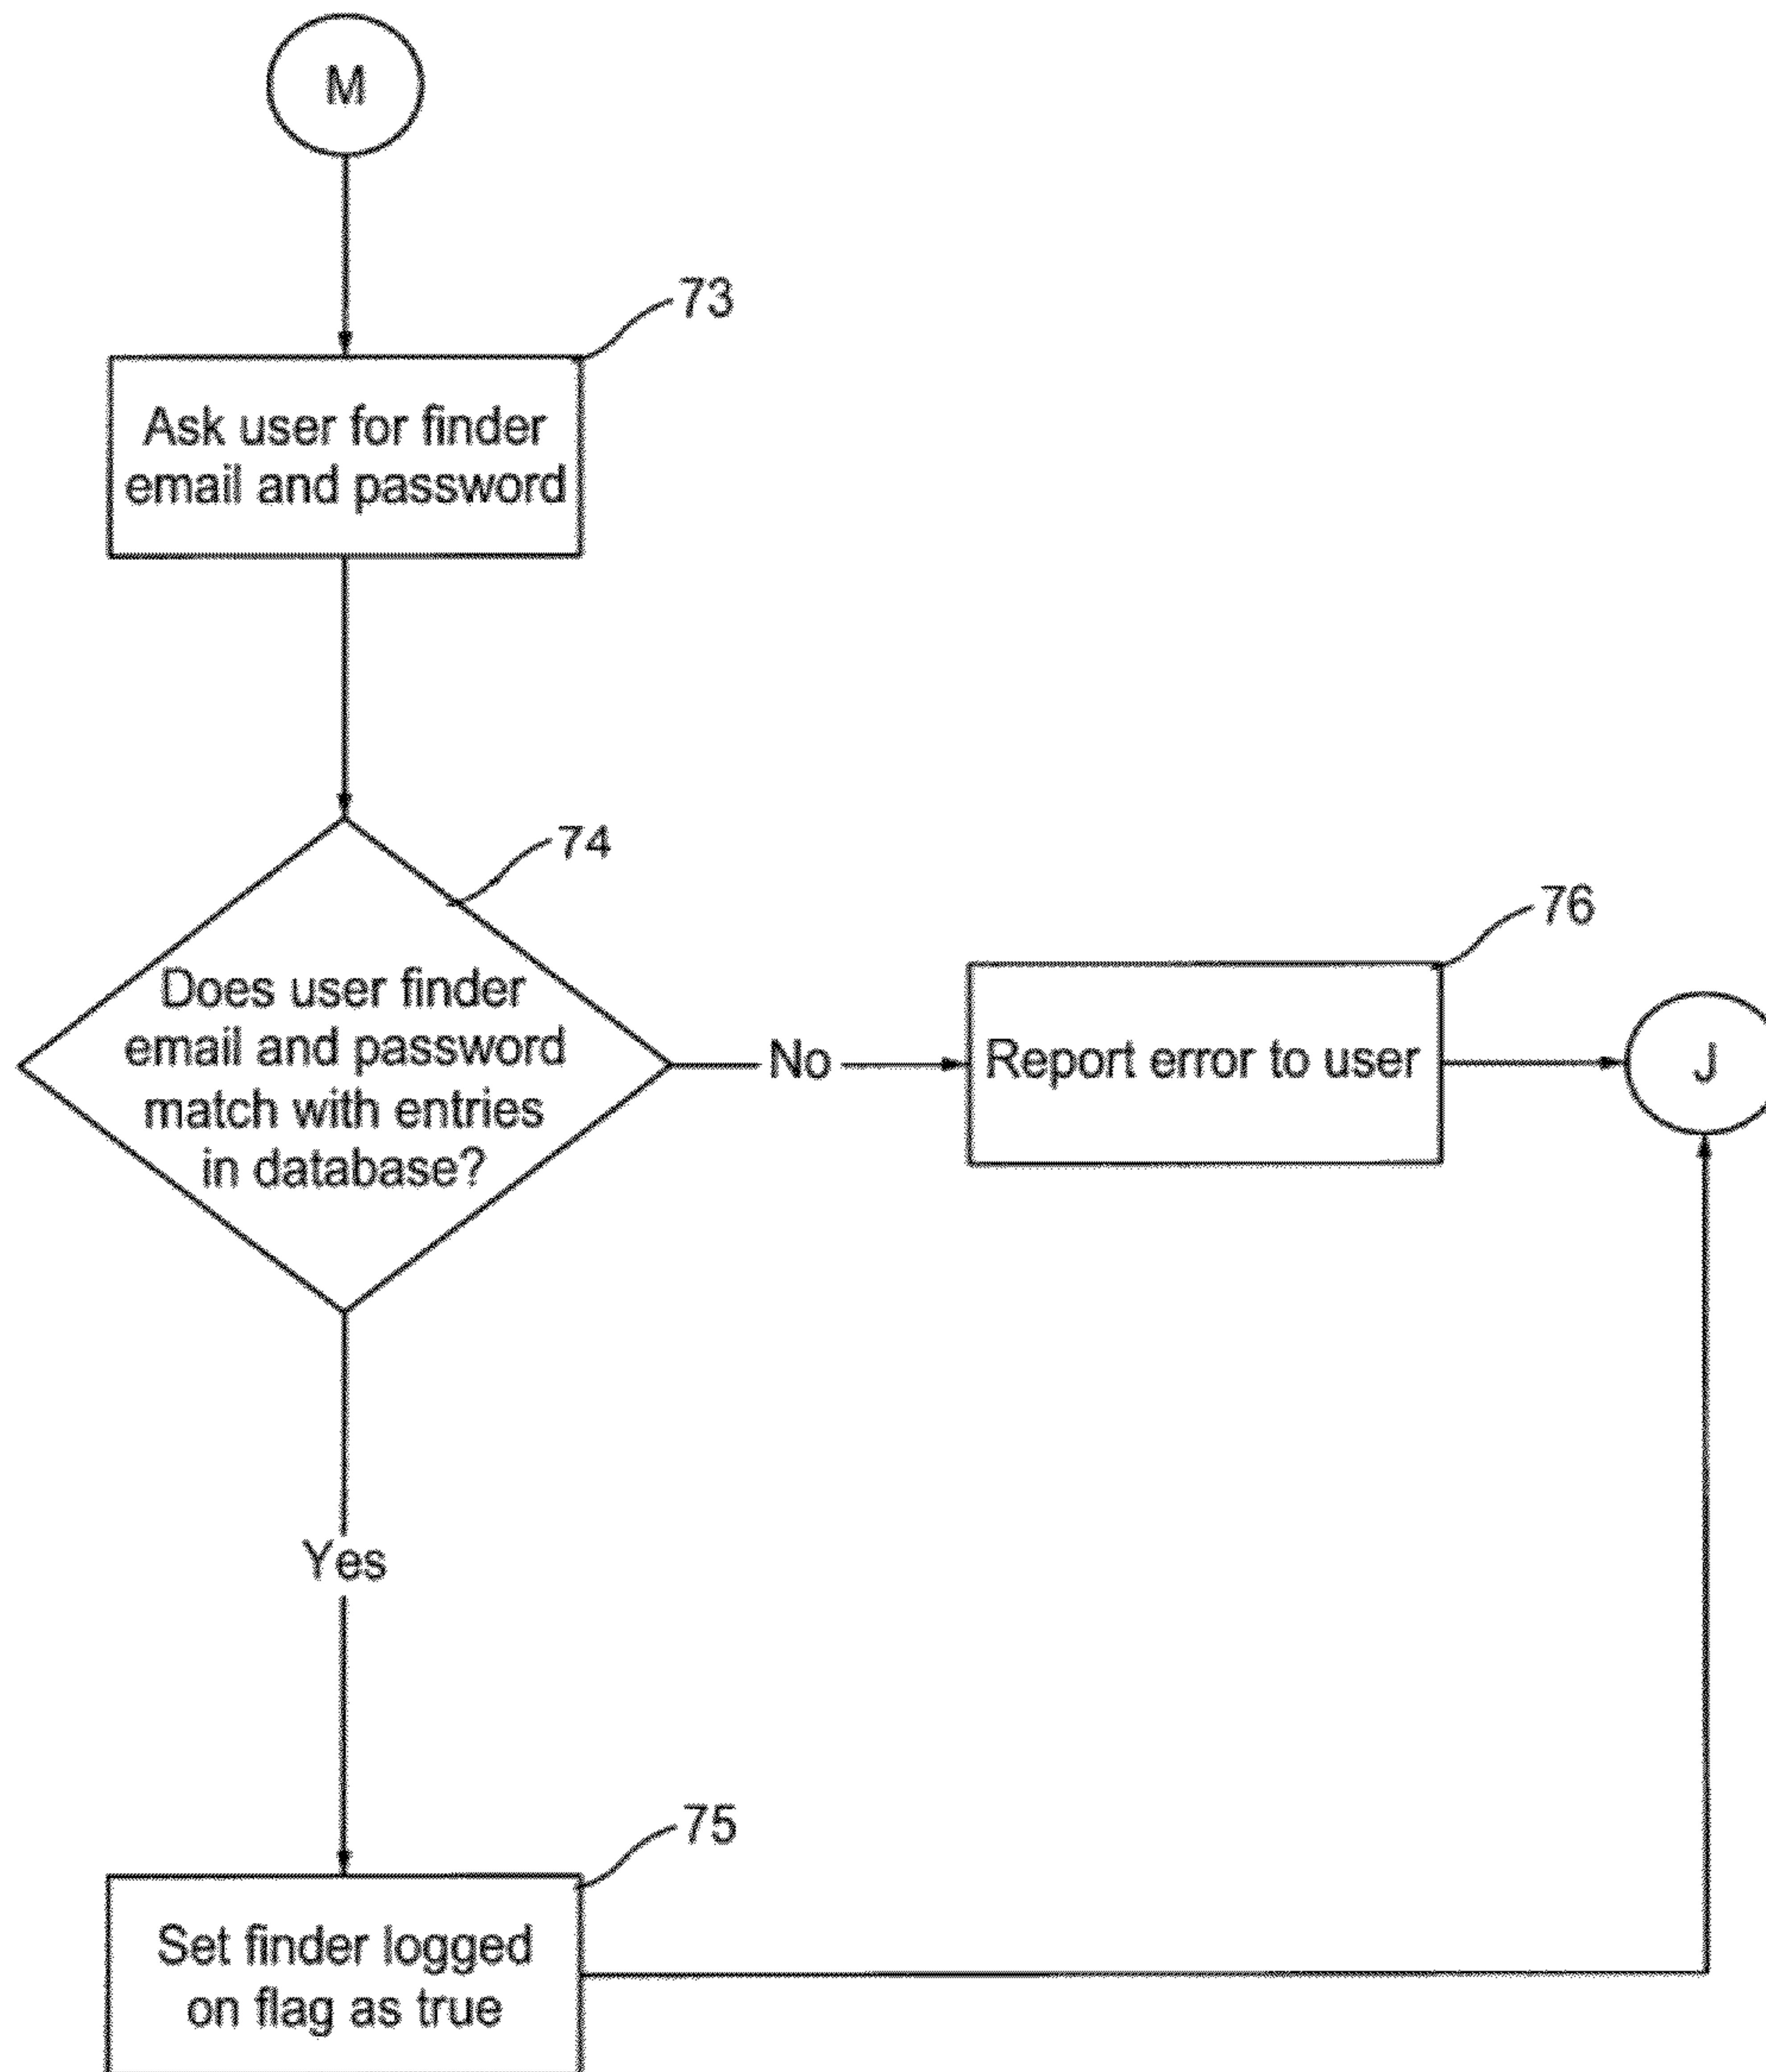 M
73
Ask user for finder
email and password
74
Does user finder
email and password
match with entries
in database?
No
76
Report error to user
J
Yes
75
Set finder logged
on flag as true